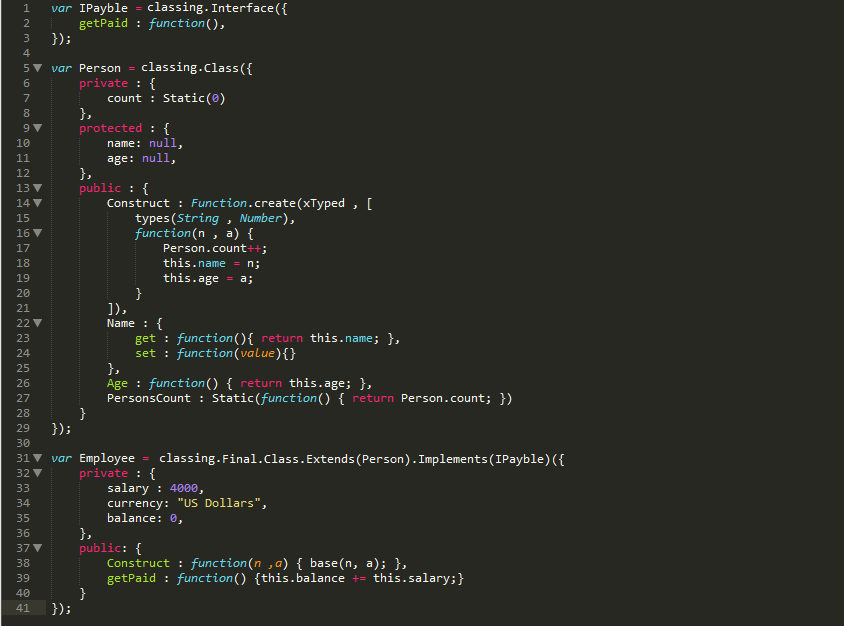 1 var IPayble = classing.Interface({
2 getPaid : function(),
3 });
4
5 var Person = classing.Class({
6 private : {
7 count : Static(0)
8 },
9 protected : {
10 name: null,
11 age: null,
12 },
13 public : {
14 Construct : Function.create(xTyped , [
15 types(String , Number),
16 function(n , a) {
17 Person.count++;
18 this.name = n;
19 this.age = a;
20 }
21 ]),
22 Name : {
23 get : function(){ return this.name; },
24 set : function(value){}
25 },
26 Age : function() { return this.age; },
27 PersonsCount : Static(function() { return Person.count; })
28 }
29 });
30
31 var Employee = classing.Final.Class.Extends(Person).Implements(IPayble)({
32 private : {
33 salary : 4000,
34 currency: "US Dollars",
35 balance: 0,
36 },
37 public: {
38 Construct : function(n ,a) { base(n, a); },
39 getPaid : function() {this.balance += this.salary;}
40 }
41 });